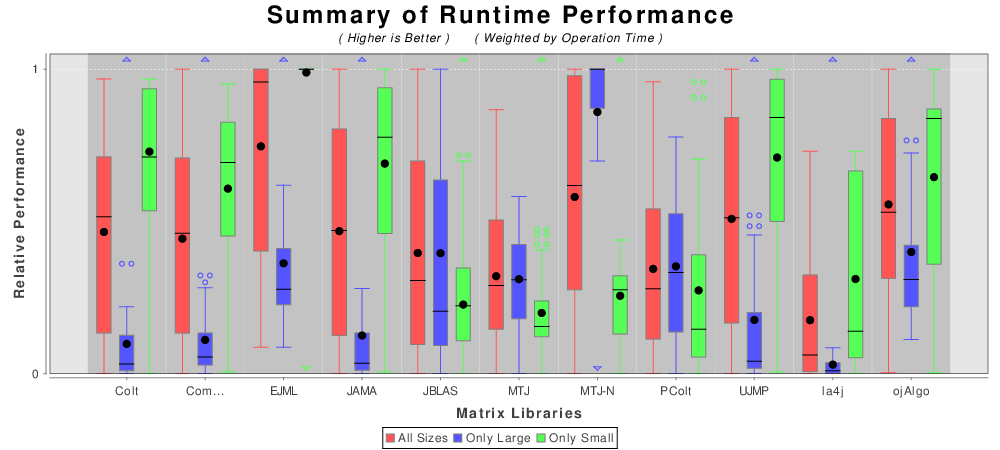 Summary of Runtime Performance
( Higher is Better )   ( Weighted by Operation Time )
1
Relative Performance
0
Colt Com... EJML JAMA JBLAS MTJ MTJ-N PColt UJMP la4j ojAlgo
Matrix Libraries
All Sizes Only Large Only Small